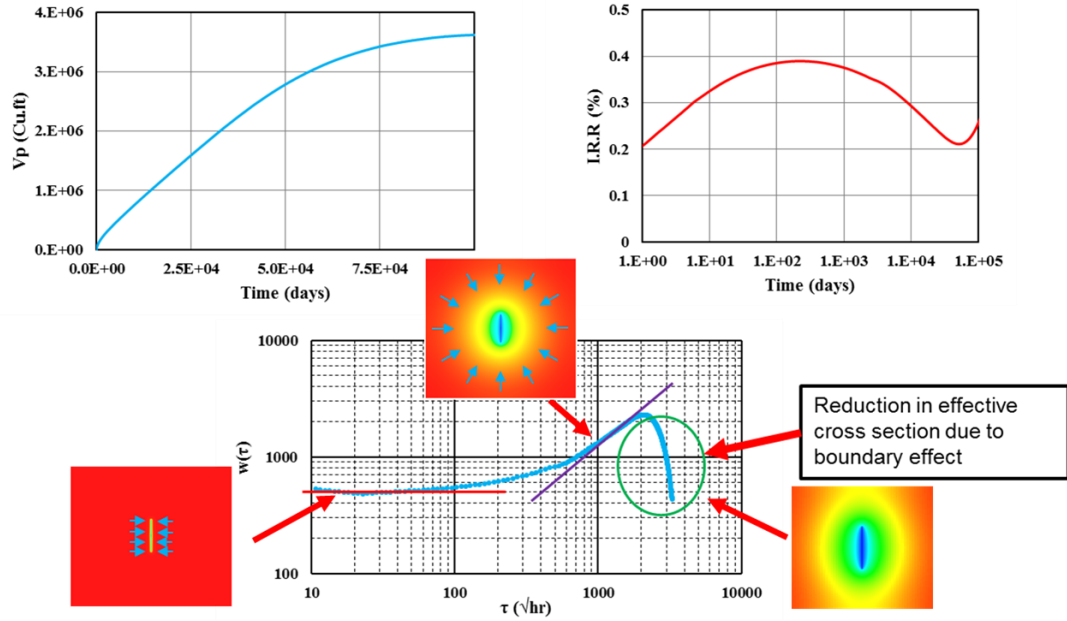 4.E+06
3.E+06
2.E+06
1.E+06
0.E+00
Vp (Cu.ft)
0.0E+00 2.5E+04 5.0E+04 7.5E+04
Time (days)
0.5
0.4
0.3
0.2
0.1
0
I.R.R (%)
1.E+00 1.E+01 1.E+02 1.E+03 1.E+04 1.E+05
Time (days)
10000
1000
100
w(τ)
10 100 1000 10000
τ (√hr)
Reduction in effective
cross section due to
boundary effect